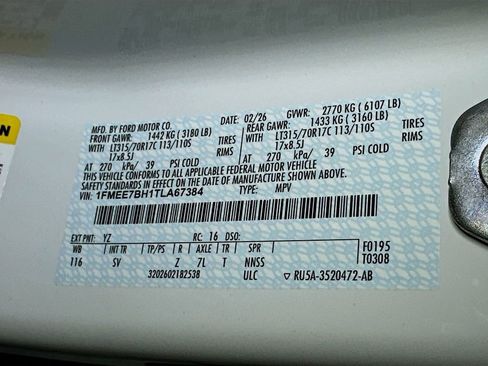 MFD. BY FORD MOTOR CO.
02/26 GVWR: 2770 KG ( 6107 LB)
FRONT GAWR: 1442 KG ( 3180 LB) REAR GAWR: 1433 KG ( 3160 LB)
WITH LT315/70R17C 113/110S TIRES WITH LT315/70R17C 113/110S TIRES
17x8.5J RIMS 17x8.5J RIMS
AT 270 kPa/ 39 PSI COLD AT 270 kPa/ 39 PSI COLD
THIS VEHICLE CONFORMS TO ALL APPLICABLE FEDERAL MOTOR VEHICLE
SAFETY STANDARDS IN EFFECT ON THE DATE OF MANUFACTURE SHOWN ABOVE.
VIN: 1FMEE7BH1TLA67384 TYPE: MPV
EXT PNT: YZ RC: 16 DSO: F0195
WB INT TR TP/PS R AXLE TR SPR T0308
116 SV Z 7L T NNSS
3202602182538 ULC RU5A-3520472-AB